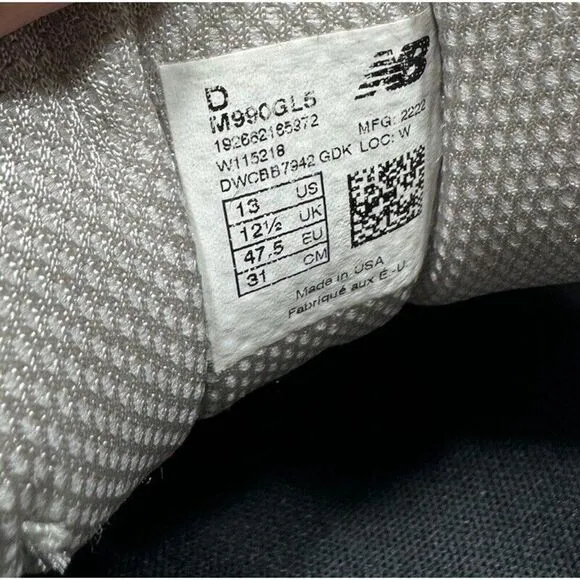 D
NB
M990GL5
192662185372
MFG: 2222
W115218
LOC: W
DWCBB7942 GDK
13 US
12½ UK
47.5 EU
31 CM
Made in USA
Fabriqué aux É.-U.